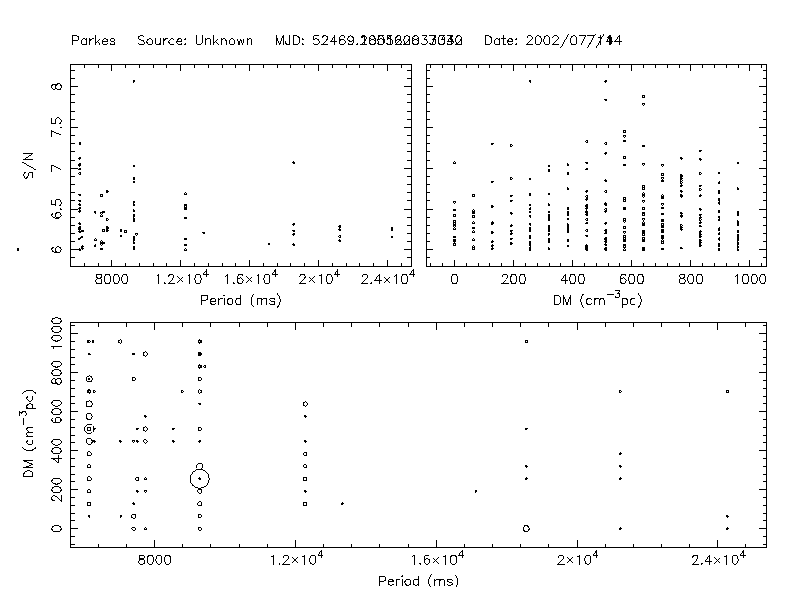 Parkes Source: Unknown MJD: Date:
8
7.5
7
6.5
6
S/N
8000 1.2×10⁴ 1.6×10⁴ 2×10⁴ 2.4×10⁴
Period (ms)
0 200 400 600 800 1000
DM (cm⁻³pc)
1000
800
600
400
200
0
DM (cm⁻³pc)
8000 1.2×10⁴ 1.6×10⁴ 2×10⁴ 2.4×10⁴
Period (ms)